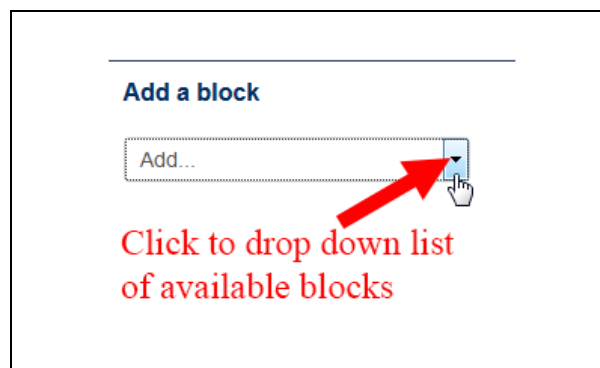 Add a block
Add...
Click to drop down list
of available blocks